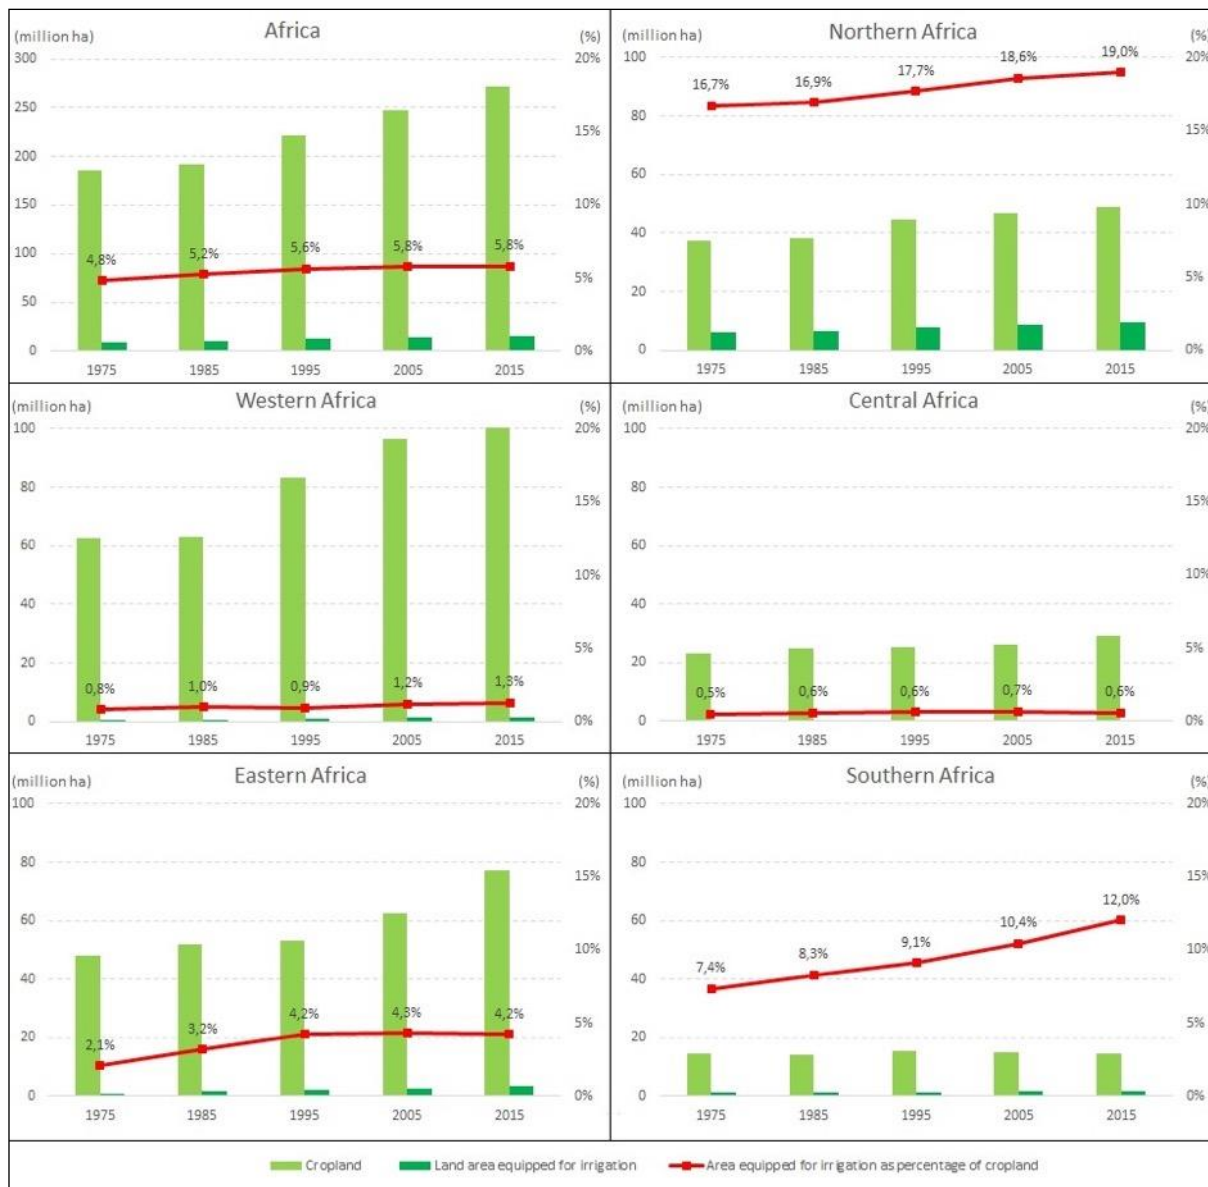 Africa
(million ha) (%)
300 20%
250
15%
200
150 10%
100
5%
50
0 0%
4,8% 5,2% 5,6% 5,8% 5,8%
1975 1985 1995 2005 2015
Northern Africa
(million ha) (%)
100 20%
80
15%
60
10%
40
5%
20
0 0%
16,7% 16,9% 17,7% 18,6% 19,0%
1975 1985 1995 2005 2015
Western Africa
(million ha) (%)
100 20%
80
15%
60
10%
40
5%
20
0 0%
0,8% 1,0% 0,9% 1,2% 1,3%
1975 1985 1995 2005 2015
Central Africa
(million ha) (%)
100 20%
80
15%
60
10%
40
5%
20
0 0%
0,5% 0,6% 0,6% 0,7% 0,6%
1975 1985 1995 2005 2015
Eastern Africa
(million ha) (%)
100 20%
80
15%
60
10%
40
5%
20
0 0%
2,1% 3,2% 4,2% 4,3% 4,2%
1975 1985 1995 2005 2015
Southern Africa
(million ha) (%)
100 20%
80
15%
60
10%
40
5%
20
0 0%
7,4% 8,3% 9,1% 10,4% 12,0%
1975 1985 1995 2005 2015
Cropland Land area equipped for irrigation Area equipped for irrigation as percentage of cropland